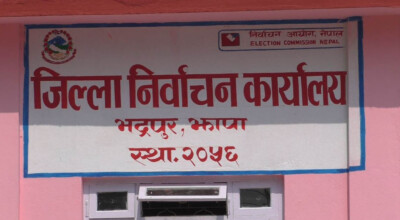 निर्वाचन आयोग, नेपाल
ELECTION COMMISSION NEPAL
जिल्ला निर्वाचन कार्यालय
भद्रपुर, झापा
स्था. २०५६